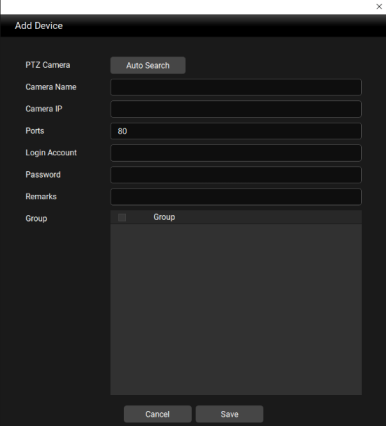 Add Device
PTZ Camera Auto Search
Camera Name
Camera IP
Ports 80
Login Account
Password
Remarks
Group Group
Cancel Save